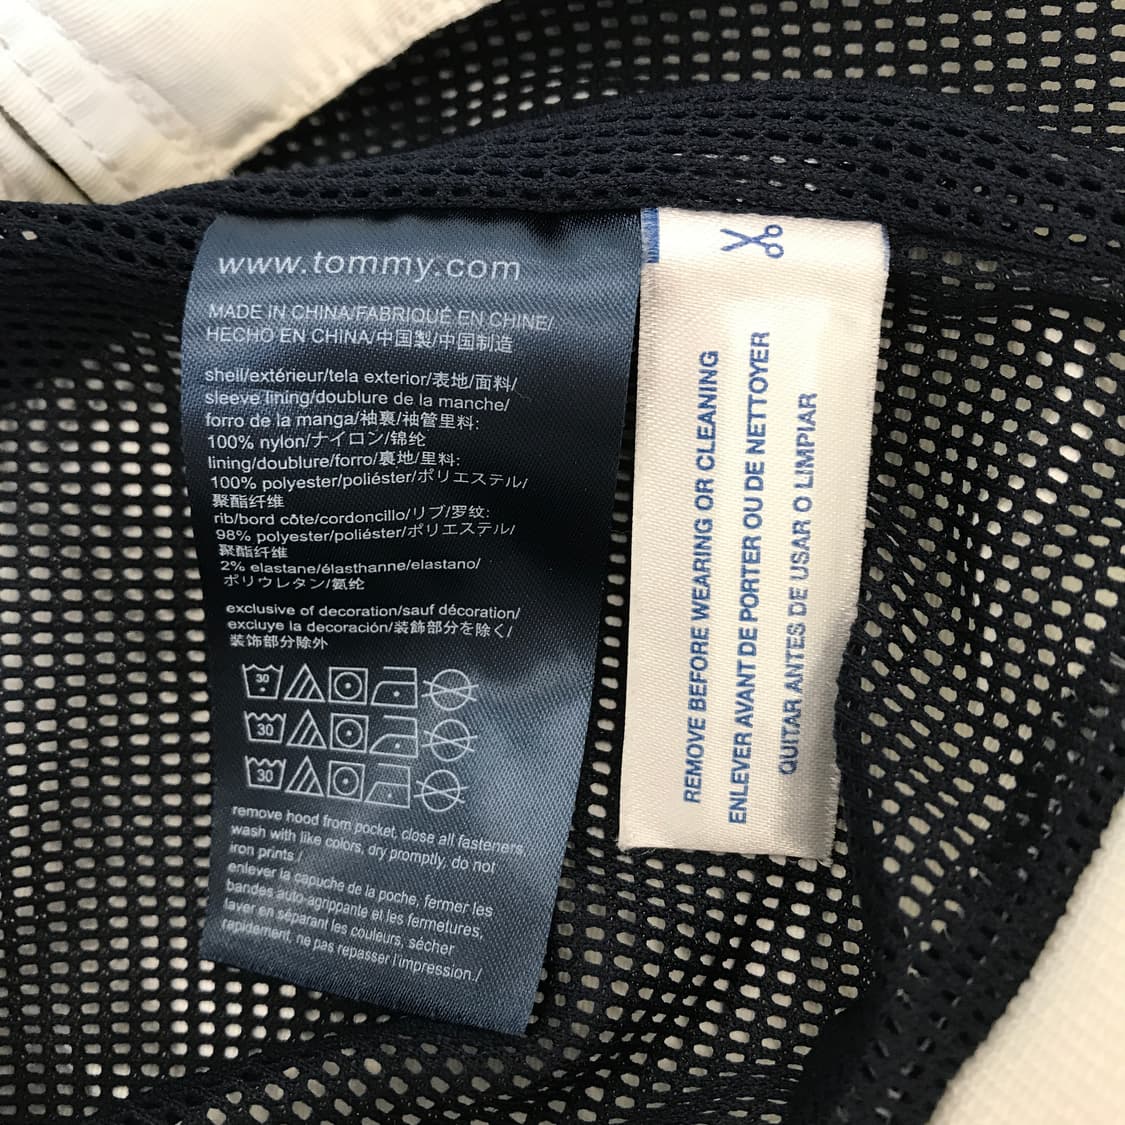 www.tommy.com
MADE IN CHINA/FABRIQUÉ EN CHINE/
HECHO EN CHINA/中国製/中国制造
shell/extérieur/tela exterior/表地/面料/
sleeve lining/doublure de la manche/
forro de la manga/袖裏/袖管里料:
100% nylon/ナイロン/锦纶
lining/doublure/forro/裏地/里料:
100% polyester/poliéster/ポリエステル/
聚酯纤维
rib/bord côte/cordoncillo/リブ/罗纹:
98% polyester/poliéster/ポリエステル/
聚酯纤维
2% elastane/élasthanne/elastano/
ポリウレタン/氨纶
exclusive of decoration/sauf décoration/
excluye la decoración/装飾部分を除く/
装饰部分除外
30
30
30
remove hood from pocket, close all fasteners,
wash with like colors, dry promptly, do not
iron prints./
enlever la capuche de la poche, fermer les
bandes auto-agrippante et les fermetures,
laver en séparant les couleurs, sécher
rapidement, ne pas repasser l'impression./
REMOVE BEFORE WEARING OR CLEANING
ENLEVER AVANT DE PORTER OU DE NETTOYER
QUITAR ANTES DE USAR O LIMPIAR